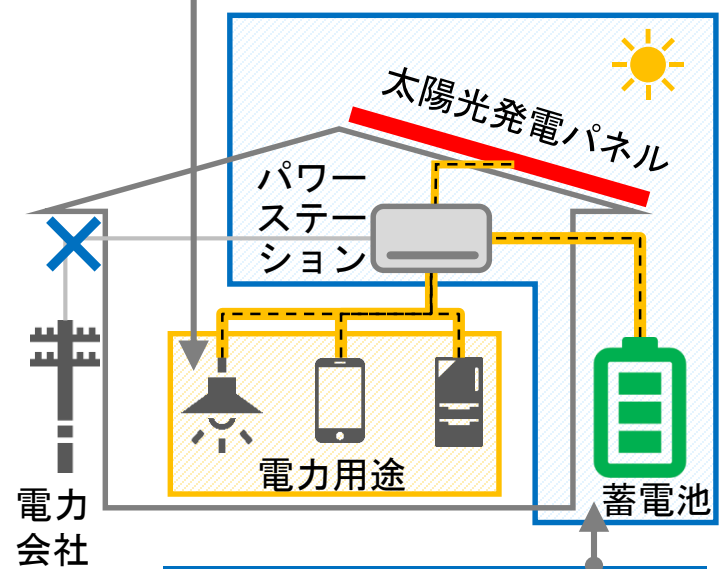 太陽光発電パネル
パワー
ステー
ション
電力用途
蓄電池
電力
会社